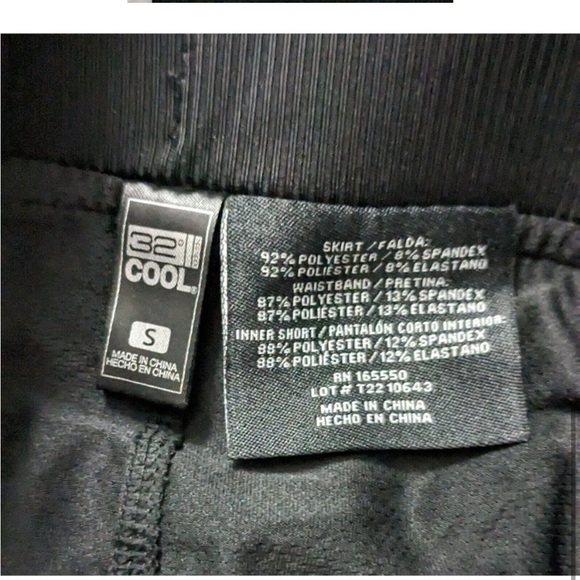 32°
COOL
S
MADE IN CHINA
HECHO EN CHINA
SKIRT / FALDA:
92% POLYESTER / 8% SPANDEX
92% POLIÉSTER / 8% ELASTANO
WAISTBAND / PRETINA:
87% POLYESTER / 13% SPANDEX
87% POLIÉSTER / 13% ELASTANO
INNER SHORT / PANTALÓN CORTO INTERIOR:
88% POLYESTER / 12% SPANDEX
88% POLIÉSTER / 12% ELASTANO
RN 165550
LOT # T2210643
MADE IN CHINA
HECHO EN CHINA